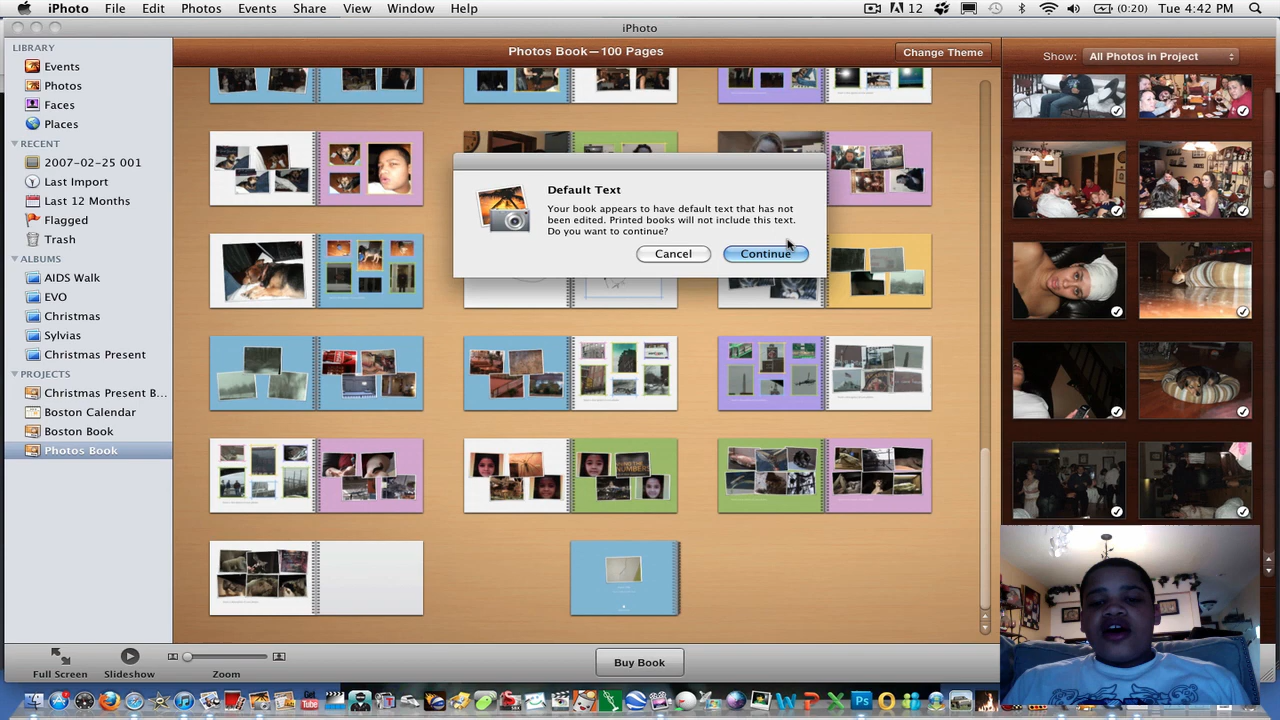 iPhoto File Edit Photos Events Share View Window Help 12 (0:20) Tue 4:42 PM
iPhoto
LIBRARY
Events
Photos
Faces
Places
RECENT
2007-02-25 001
Last Import
Last 12 Months
Flagged
Trash
ALBUMS
AIDS Walk
EVO
Christmas
Sylvias
Christmas Present
PROJECTS
Christmas Present B...
Boston Calendar
Boston Book
Photos Book
Photos Book—100 Pages
Change Theme
Show: All Photos in Project
Default Text
Your book appears to have default text that has not
been edited. Printed books will not include this text.
Do you want to continue?
Cancel Continue
Full Screen Slideshow Zoom
Buy Book